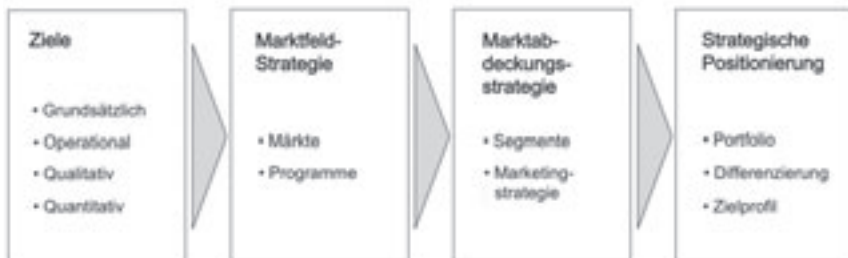 Ziele
• Grundsätzlich
• Operational
• Qualitativ
• Quantitativ
Marktfeld-
Strategie
• Märkte
• Programme
Marktab-
deckungs-
strategie
• Segmente
• Marketing-
strategie
Strategische
Positionierung
• Portfolio
• Differenzierung
• Zielprofil